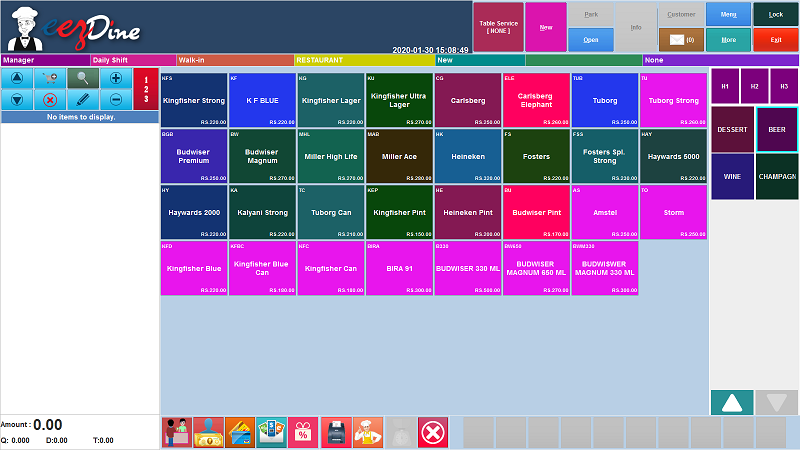 eezDine
2020-01-30 15:08:49
Table Service
[ NONE ]
New
Park
Open
Info
Customer
(0)
Menu
More
Lock
Exit
Manager
Daily Shift
Walk-in
RESTAURANT
New
None
1
2
3
No items to display.
KFS
Kingfisher Strong
RS.220.00
KF
K F BLUE
RS.220.00
KG
Kingfisher Lager
RS.220.00
KU
Kingfisher Ultra
Lager
RS.270.00
CG
Carlsberg
RS.250.00
ELE
Carlsberg
Elephant
RS.260.00
TUB
Tuborg
RS.250.00
TU
Tuborg Strong
RS.260.00
BGB
Budwiser
Premium
RS.250.00
BW
Budwiser
Magnum
RS.270.00
MHL
Miller High Life
RS.270.00
MAB
Miller Ace
RS.280.00
HK
Heineken
RS.320.00
FS
Fosters
RS.220.00
FSS
Fosters Spl.
Strong
RS.230.00
HAY
Haywards 5000
RS.220.00
HY
Haywards 2000
RS.220.00
KA
Kalyani Strong
RS.220.00
TC
Tuborg Can
RS.210.00
KEP
Kingfisher Pint
RS.150.00
HE
Heineken Pint
RS.200.00
BU
Budwiser Pint
RS.170.00
AS
Amstel
RS.350.00
TO
Storm
RS.250.00
KFD
Kingfisher Blue
RS.220.00
KFBC
Kingfisher Blue
Can
RS.180.00
KFC
Kingfisher Can
RS.180.00
BIRA
BIRA 91
RS.300.00
B330
BUDWISER 330 ML
RS.500.00
BW650
BUDWISER
MAGNUM 650 ML
RS.270.00
BWM330
BUDWISWER
MAGNUM 330 ML
RS.300.00
H1
H2
H3
DESSERT
BEER
WINE
CHAMPAGN
Amount : 0.00
Q: 0.000
D:0.00
T:0.00